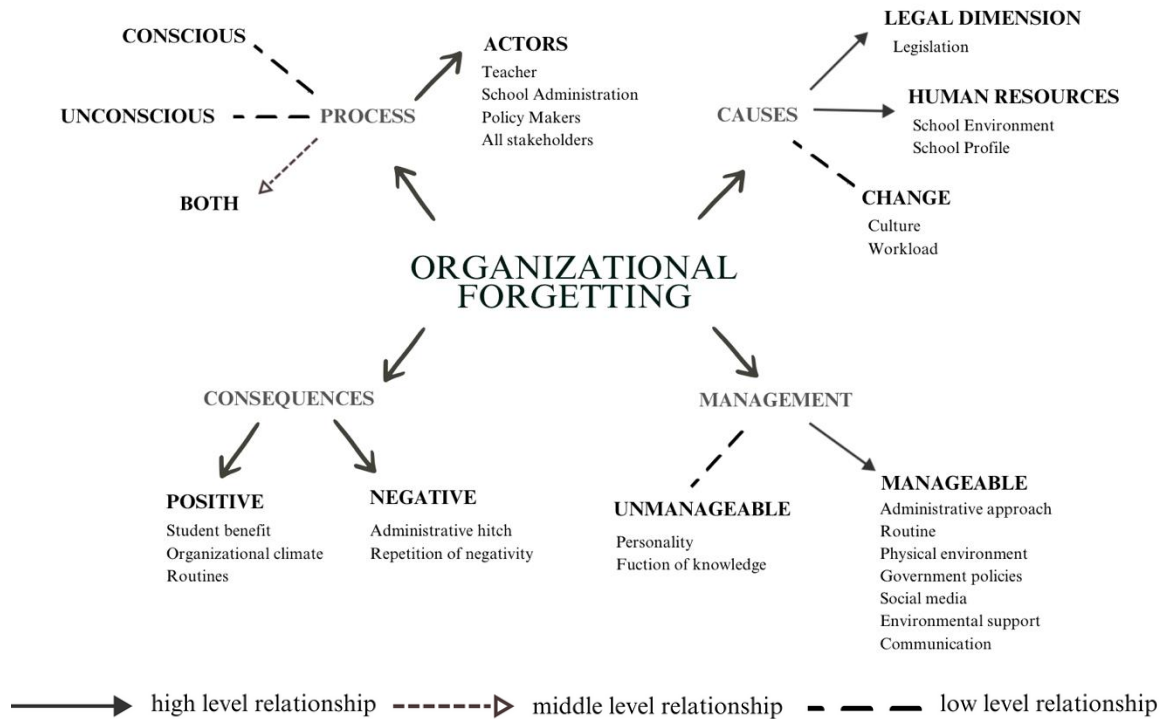 CONSCIOUS
UNCONSCIOUS
PROCESS
BOTH
ACTORS
Teacher
School Administration
Policy Makers
All stakeholders
CAUSES
LEGAL DIMENSION
Legislation
HUMAN RESOURCES
School Environment
School Profile
CHANGE
Culture
Workload
ORGANIZATIONAL
FORGETTING
CONSEQUENCES
POSITIVE
Student benefit
Organizational climate
Routines
NEGATIVE
Administrative hitch
Repetition of negativity
MANAGEMENT
UNMANAGEABLE
Personality
Fuction of knowledge
MANAGEABLE
Administrative approach
Routine
Physical environment
Government policies
Social media
Environmental support
Communication
high level relationship
middle level relationship
low level relationship